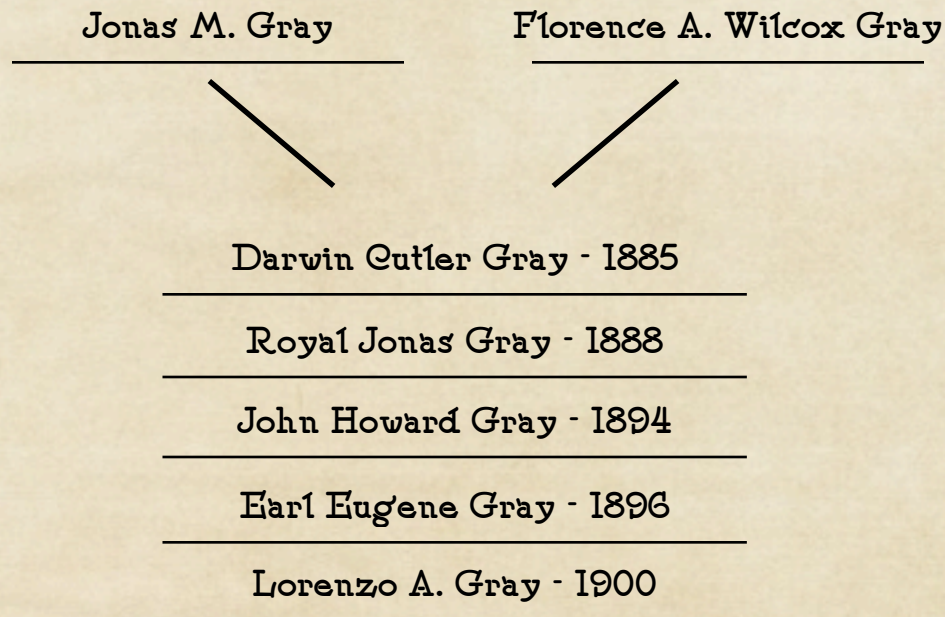 Jonas M. Gray
Florence A. Wilcox Gray
Darwin Cutler Gray - 1885
Royal Jonas Gray - 1888
John Howard Gray - 1894
Earl Eugene Gray - 1896
Lorenzo A. Gray - 1900